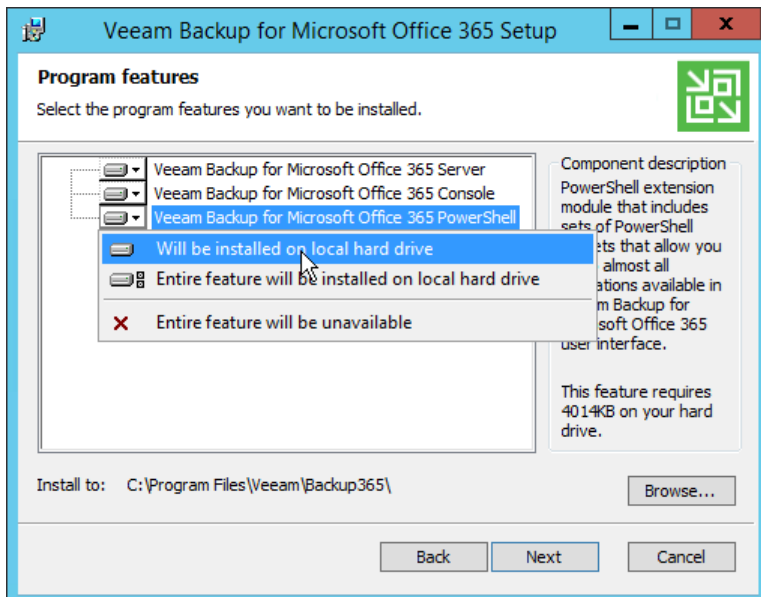 Veeam Backup for Microsoft Office 365 Setup
Program features
Select the program features you want to be installed.
Veeam Backup for Microsoft Office 365 Server
Veeam Backup for Microsoft Office 365 Console
Veeam Backup for Microsoft Office 365 PowerShell
Will be installed on local hard drive
Entire feature will be installed on local hard drive
Entire feature will be unavailable
Component description
PowerShell extension
module that includes
sets of PowerShell
that allow you
almost all
available in
Backup for
Office 365
user interface.
This feature requires
4014KB on your hard
drive.
Install to: C:\Program Files\Veeam\Backup365\
Browse...
Back
Next
Cancel